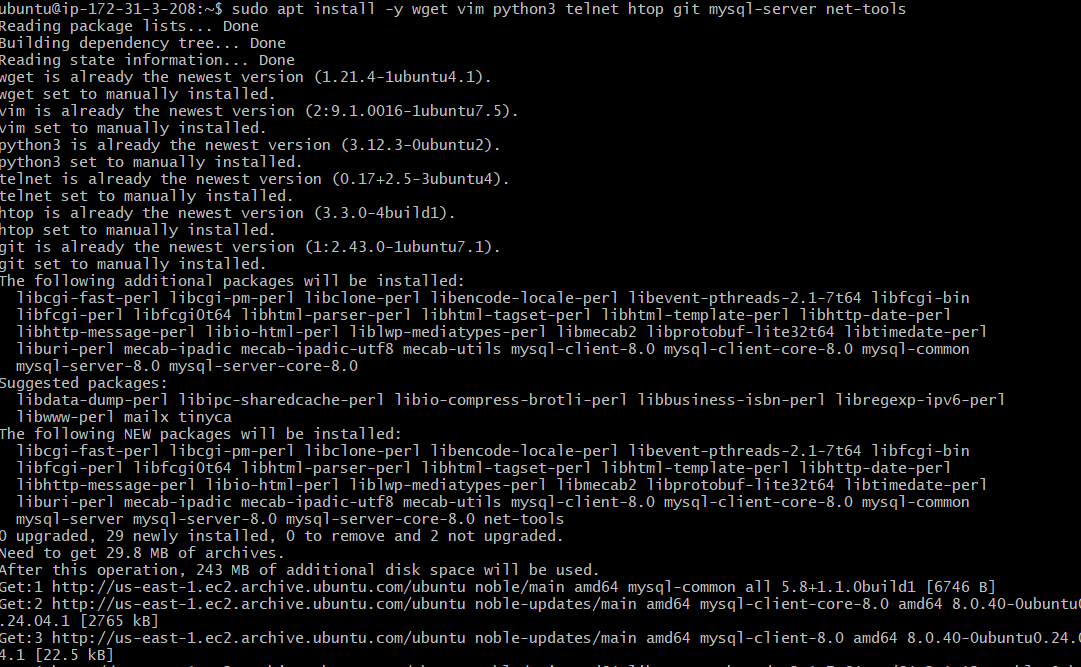 ubuntu@ip-172-31-3-208:~$ sudo apt install -y wget vim python3 telnet htop git mysql-server net-tools
Reading package lists... Done
Building dependency tree... Done
Reading state information... Done
wget is already the newest version (1.21.4-1ubuntu4.1).
wget set to manually installed.
vim is already the newest version (2:9.1.0016-1ubuntu7.5).
vim set to manually installed.
python3 is already the newest version (3.12.3-0ubuntu2).
python3 set to manually installed.
telnet is already the newest version (0.17+2.5-3ubuntu4).
telnet set to manually installed.
htop is already the newest version (3.3.0-4build1).
htop set to manually installed.
git is already the newest version (1:2.43.0-1ubuntu7.1).
git set to manually installed.
The following additional packages will be installed:
libcgi-fast-perl libcgi-pm-perl libclone-perl libencode-locale-perl libevent-pthreads-2.1-7t64 libfcgi-bin
libfcgi-perl libfcgi0t64 libhtml-parser-perl libhtml-tagset-perl libhtml-template-perl libhttp-date-perl
libhttp-message-perl libio-html-perl liblwp-mediatypes-perl libmecab2 libprotobuf-lite32t64 libtimedate-perl
liburi-perl mecab-ipadic mecab-ipadic-utf8 mecab-utils mysql-client-8.0 mysql-client-core-8.0 mysql-common
mysql-server-8.0 mysql-server-core-8.0
Suggested packages:
libdata-dump-perl libipc-sharedcache-perl libio-compress-brotli-perl libbusiness-isbn-perl libregexp-ipv6-perl
libwww-perl mailx tinyca
The following NEW packages will be installed:
libcgi-fast-perl libcgi-pm-perl libclone-perl libencode-locale-perl libevent-pthreads-2.1-7t64 libfcgi-bin
libfcgi-perl libfcgi0t64 libhtml-parser-perl libhtml-tagset-perl libhtml-template-perl libhttp-date-perl
libhttp-message-perl libio-html-perl liblwp-mediatypes-perl libmecab2 libprotobuf-lite32t64 libtimedate-perl
liburi-perl mecab-ipadic mecab-ipadic-utf8 mecab-utils mysql-client-8.0 mysql-client-core-8.0 mysql-common
mysql-server mysql-server-8.0 mysql-server-core-8.0 net-tools
0 upgraded, 29 newly installed, 0 to remove and 2 not upgraded.
Need to get 29.8 MB of archives.
After this operation, 243 MB of additional disk space will be used.
Get:1 http://us-east-1.ec2.archive.ubuntu.com/ubuntu noble/main amd64 mysql-common all 5.8+1.1.0build1 [6746 B]
Get:2 http://us-east-1.ec2.archive.ubuntu.com/ubuntu noble-updates/main amd64 mysql-client-core-8.0 amd64 8.0.40-0ubuntu0
.24.04.1 [2765 kB]
Get:3 http://us-east-1.ec2.archive.ubuntu.com/ubuntu noble-updates/main amd64 mysql-client-8.0 amd64 8.0.40-0ubuntu0.24.0
4.1 [22.5 kB]